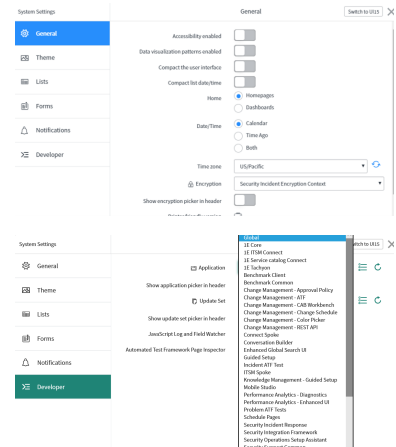 System Settings
General
Switch to UI15
General
Theme
Lists
Forms
Notifications
Developer
Accessibility enabled
Data visualization patterns enabled
Compact the user interface
Compact list date/time
Home
Homepages
Dashboards
Date/Time
Calendar
Time Ago
Both
Time zone
US/Pacific
Encryption
Security Incident Encryption Context
Show encryption picker in header
System Settings
Switch to UI15
General
Theme
Lists
Forms
Notifications
Developer
Application
Show application picker in header
Update Set
Show update set picker in header
JavaScript Log and Field Watcher
Automated Test Framework Page Inspector
Global
1E Core
1E ITSM Connect
1E Service catalog Connect
1E Tachyon
Benchmark Client
Benchmark Common
Change Management - Approval Policy
Change Management - ATF
Change Management - CAB Workbench
Change Management - Change Schedule
Change Management - Color Picker
Change Management - REST API
Connect Spoke
Conversation Builder
Enhanced Global Search UI
Guided Setup
Incident ATF Test
ITSM Spoke
Knowledge Management - Guided Setup
Mobile Studio
Performance Analytics - Diagnostics
Performance Analytics - Enhanced UI
Problem ATF Tests
Schedule Pages
Security Incident Response
Security Integration Framework
Security Operations Setup Assistant
Security Support Common